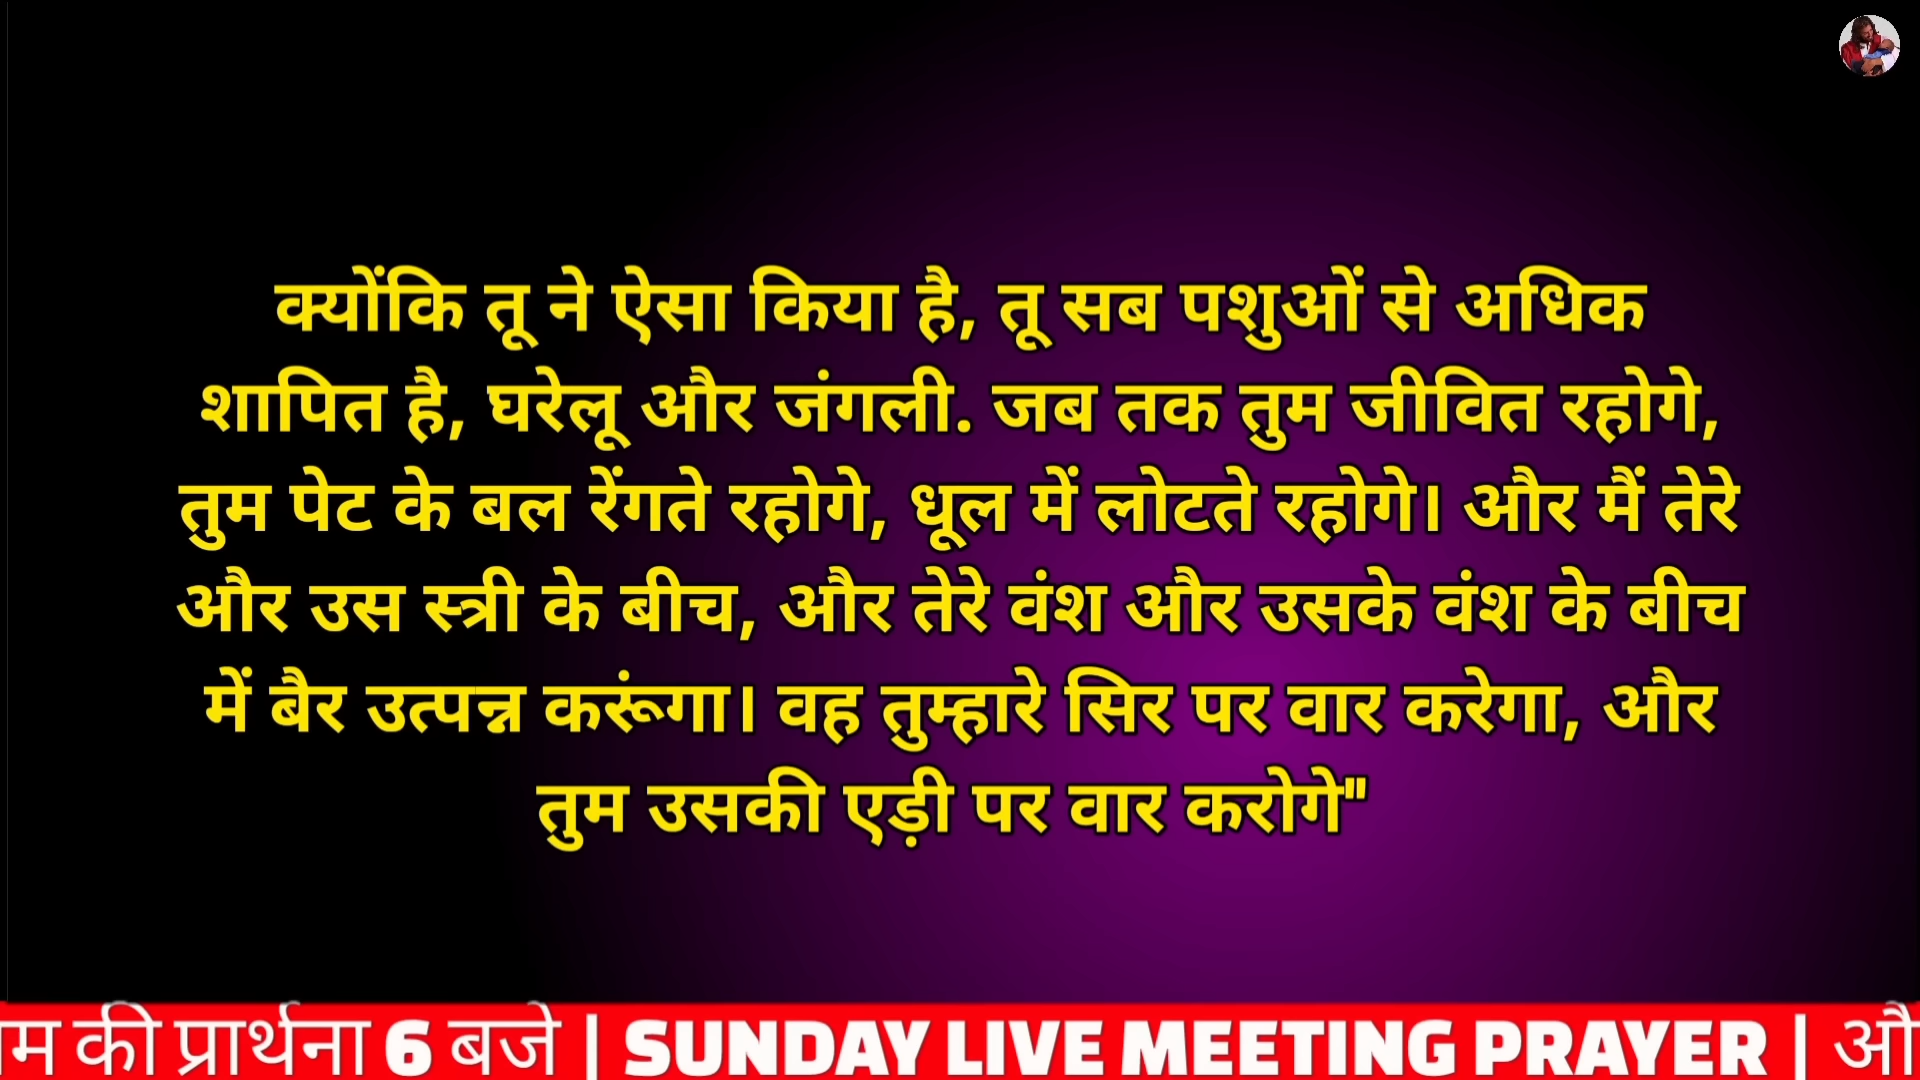 क्योंकि तू ने ऐसा किया है, तू सब पशुओं से अधिक
शापित है, घरेलू और जंगली. जब तक तुम जीवित रहोगे,
तुम पेट के बल रेंगते रहोगे, धूल में लोटते रहोगे। और मैं तेरे
और उस स्त्री के बीच, और तेरे वंश और उसके वंश के बीच
में बैर उत्पन्न करूंगा। वह तुम्हारे सिर पर वार करेगा, और
तुम उसकी एड़ी पर वार करोगे"
की प्रार्थना 6 बजे | SUNDAY LIVE MEETING PRAYER |